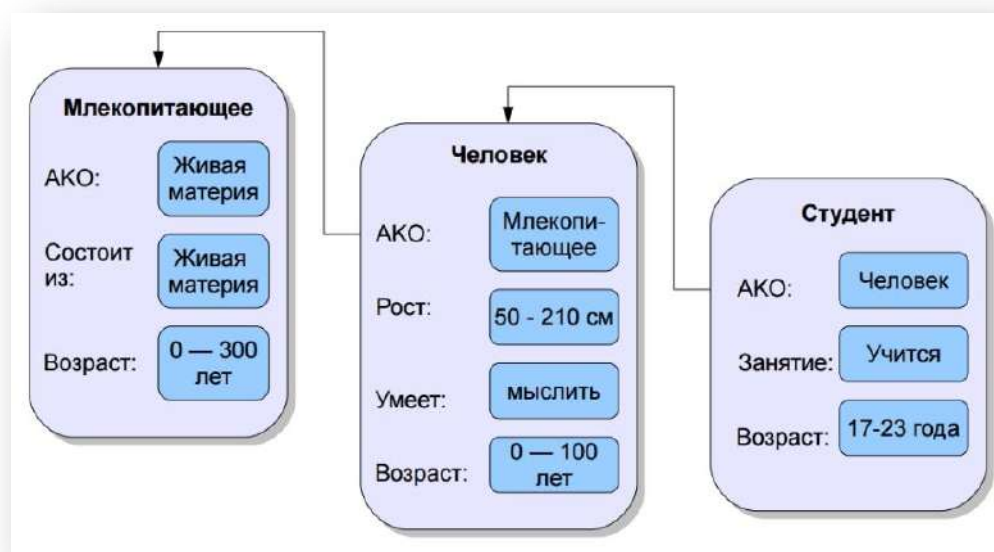 Млекопитающее
АКО:
Живая
материя
Состоит
из:
Живая
материя
Возраст:
0 — 300
лет
Человек
АКО:
Млекопи-
тающее
Рост:
50 - 210 см
Умеет:
мыслить
Возраст:
0 — 100
лет
Студент
АКО:
Человек
Занятие:
Учится
Возраст:
17-23 года